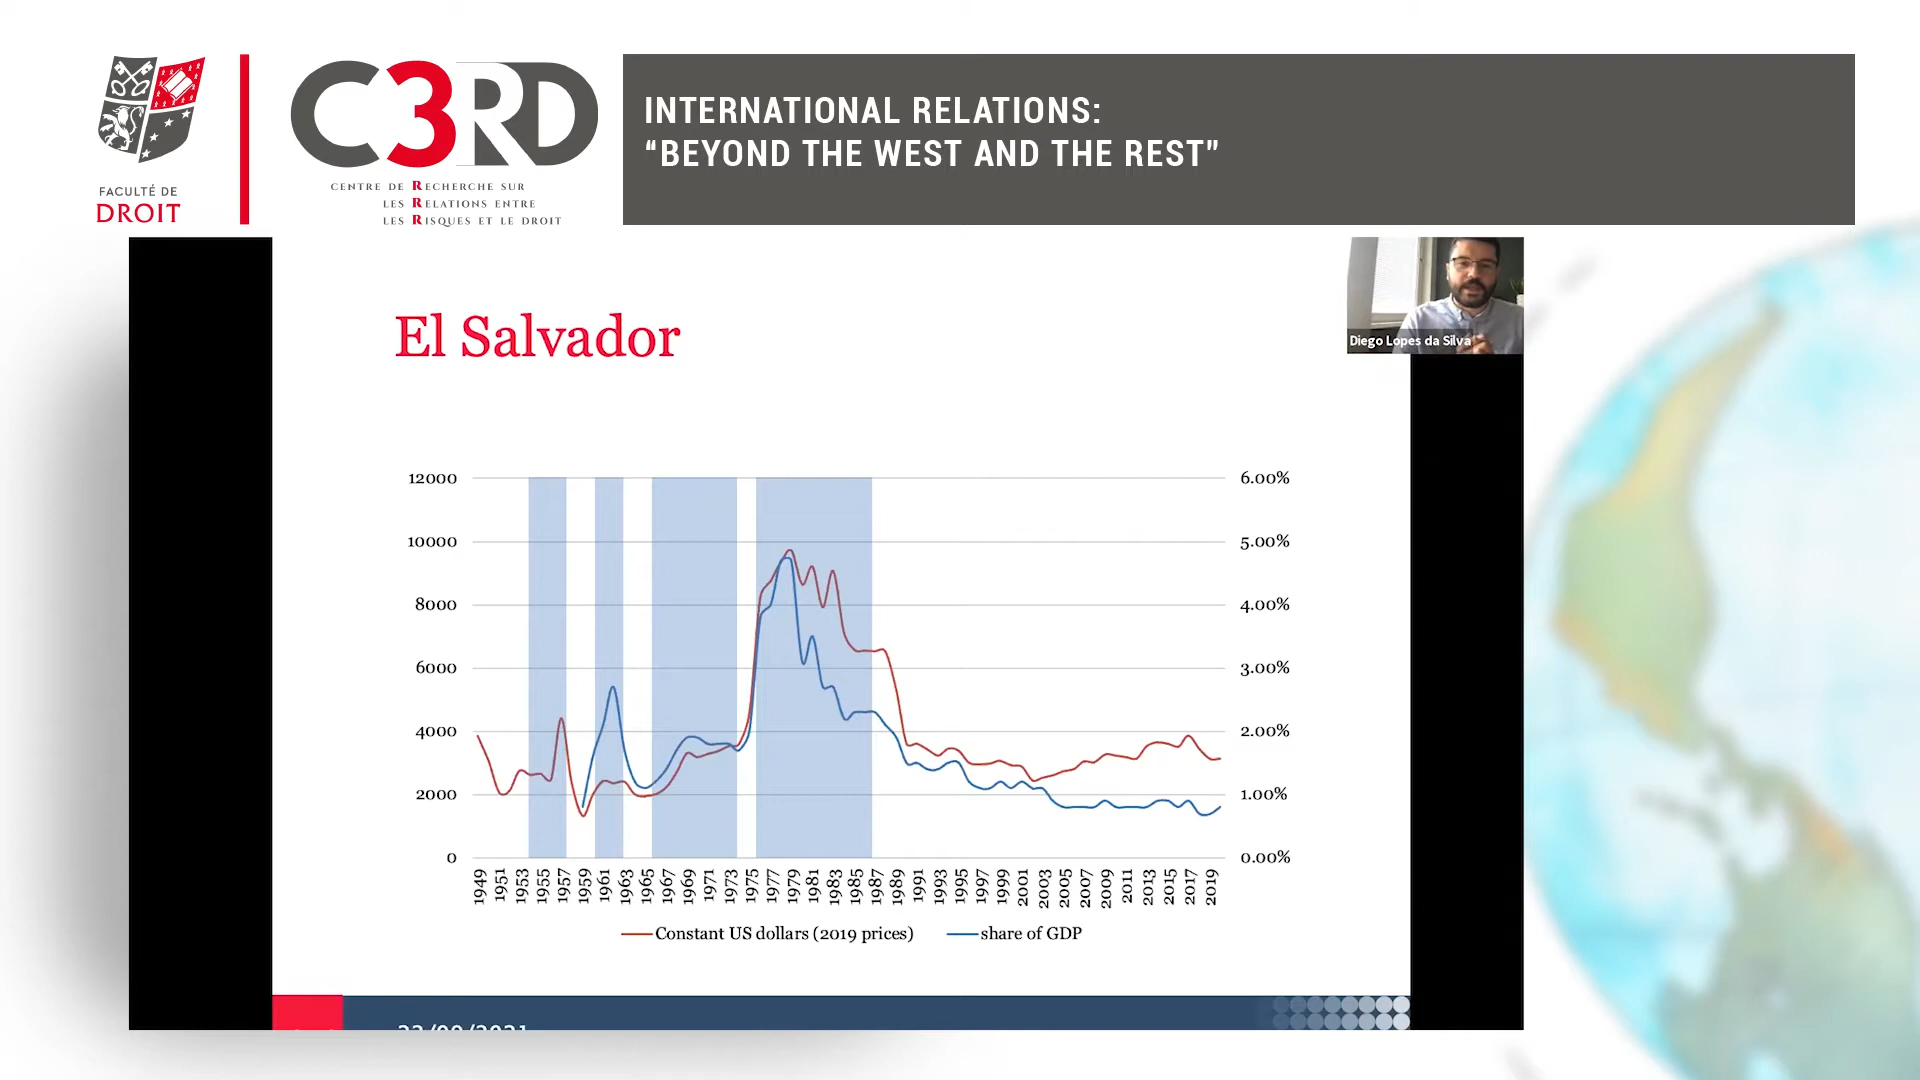 FACULTÉ DE
DROIT
C3RD
CENTRE DE RECHERCHE SUR
LES RELATIONS ENTRE
LES RISQUES ET LE DROIT
INTERNATIONAL RELATIONS:
“BEYOND THE WEST AND THE REST”
Diego Lopes da Silva
El Salvador
12000
10000
8000
6000
4000
2000
0
6.00%
5.00%
4.00%
3.00%
2.00%
1.00%
0.00%
1949 1951 1953 1955 1957 1959 1961 1963 1965 1967 1969 1971 1973 1975 1977 1979 1981 1983 1985 1987 1989 1991 1993 1995 1997 1999 2001 2003 2005 2007 2009 2011 2013 2015 2017 2019
Constant US dollars (2019 prices) share of GDP